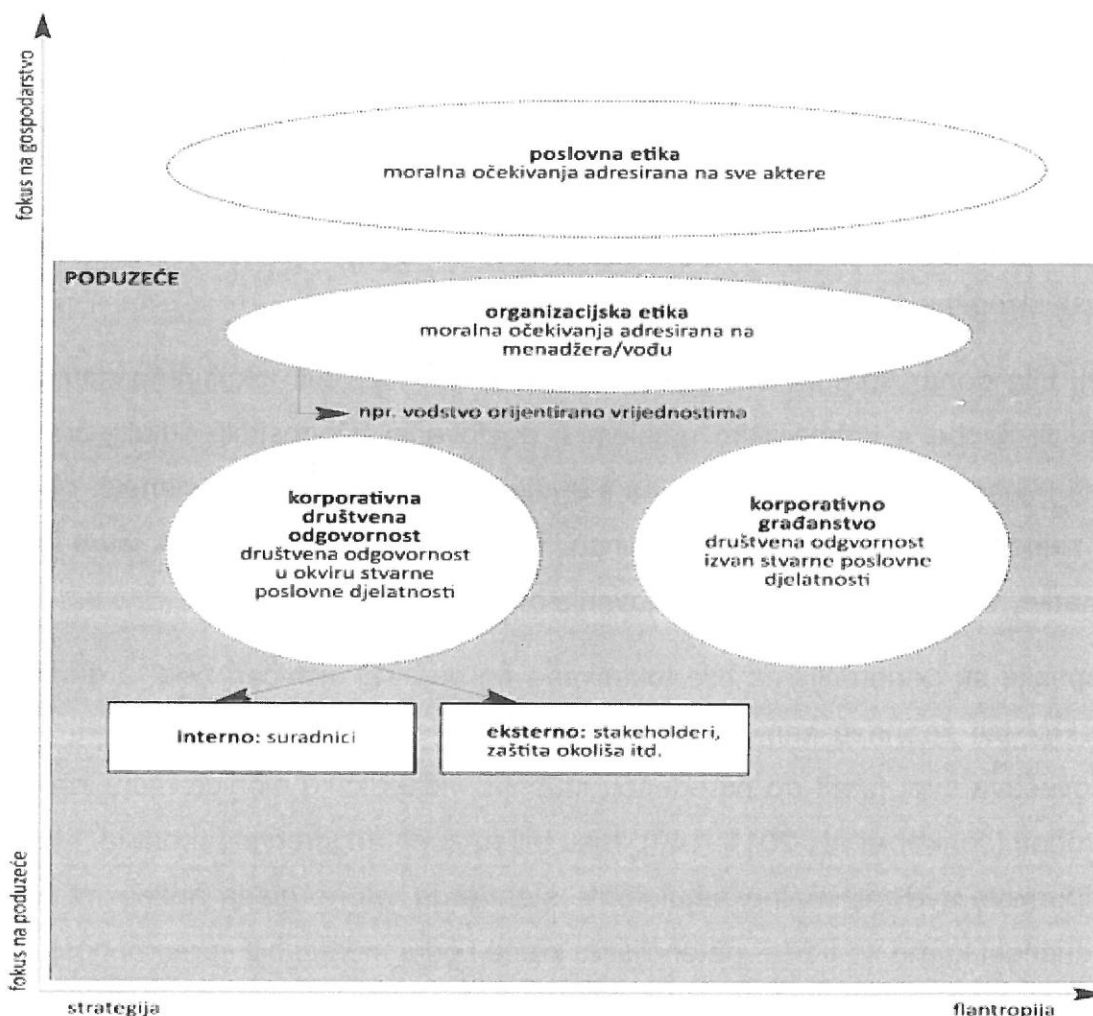 fokus na gospodarstvo
poslovna etika
moralna očekivanja adresirana na sve aktere
PODUZEĆE
organizacijska etika
moralna očekivanja adresirana na
menadžera/vođu
npr. vodstvo orijentirano vrijednostima
korporativna
društvena
odgovornost
društvena odgovornost
u okviru stvarne
poslovne djelatnosti
korporativno
građanstvo
društvena odgvornost
izvan stvarne poslovne
djelatnosti
interno: suradnici
eksterno: stakeholderi,
zaštita okoliša itd.
fokus na poduzeće
strategija
flantropija